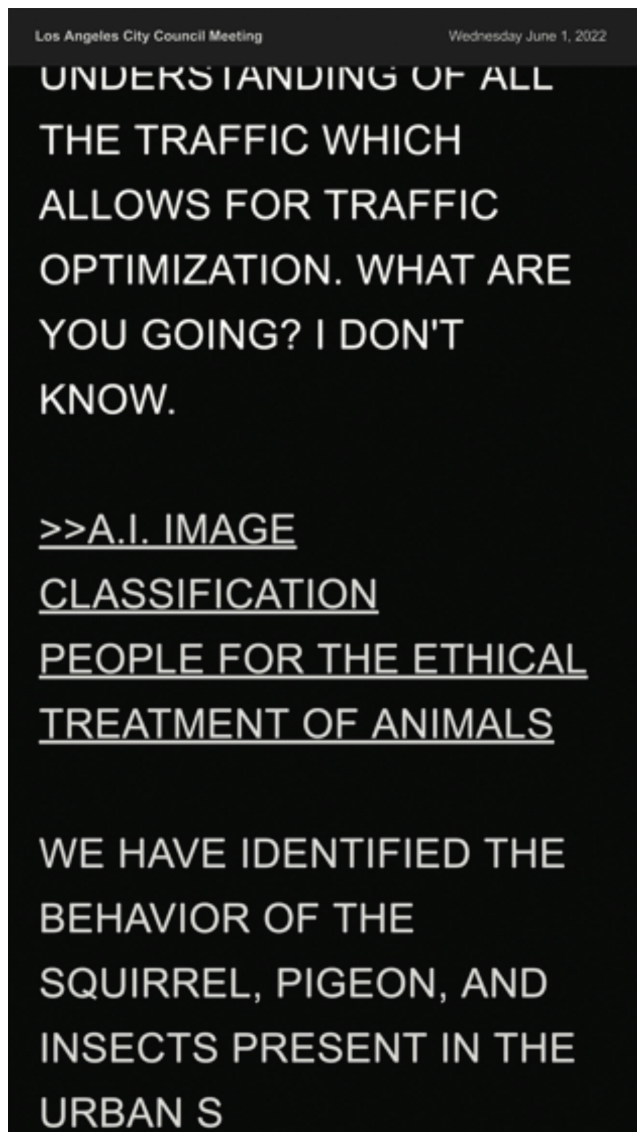 Los Angeles City Council Meeting Wednesday June 1, 2022
UNDERSTANDING OF ALL
THE TRAFFIC WHICH
ALLOWS FOR TRAFFIC
OPTIMIZATION. WHAT ARE
YOU GOING? I DON'T
KNOW.
>>A.I. IMAGE
CLASSIFICATION
PEOPLE FOR THE ETHICAL
TREATMENT OF ANIMALS
WE HAVE IDENTIFIED THE
BEHAVIOR OF THE
SQUIRREL, PIGEON, AND
INSECTS PRESENT IN THE
URBAN S